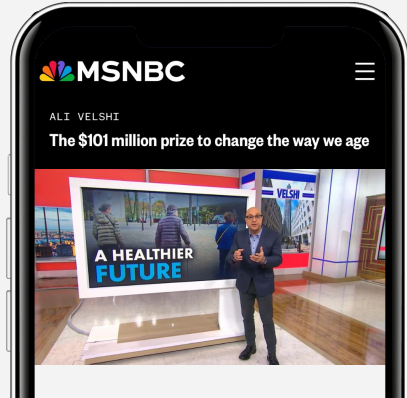 MSNBC
ALI VELSHI
The $101 million prize to change the way we age
VELSHI
A HEALTHIER
FUTURE